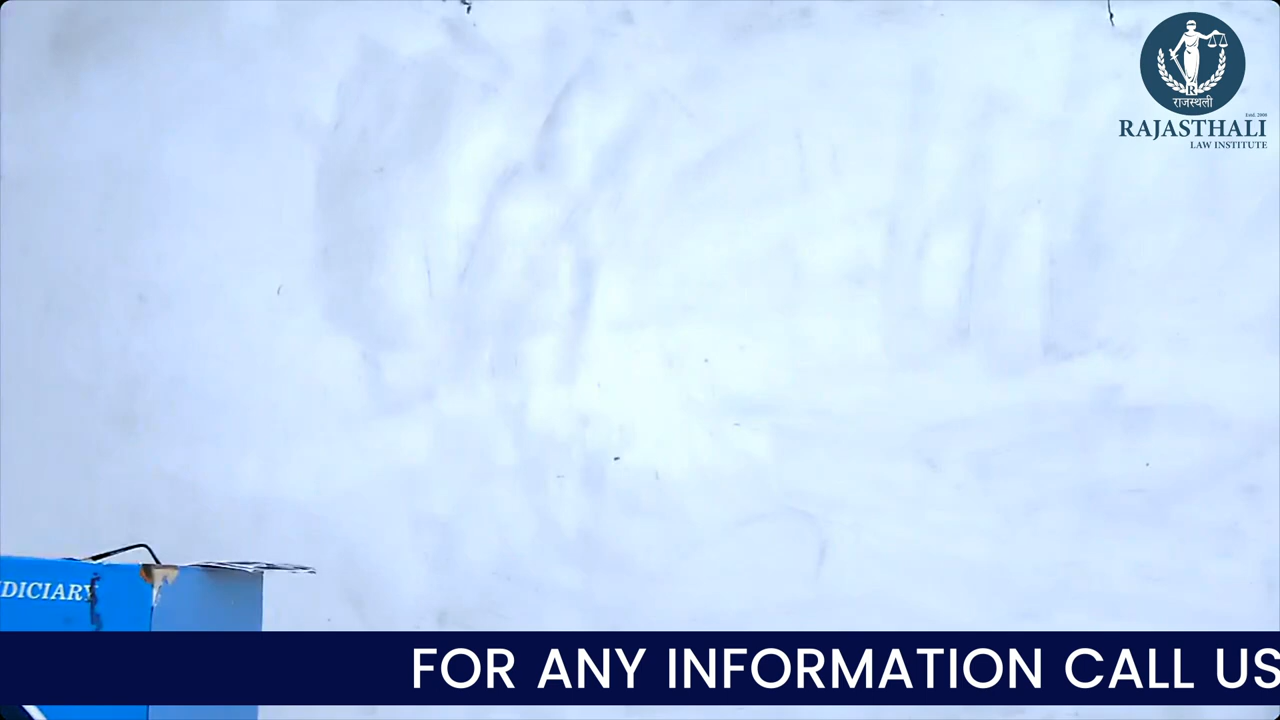 R
राजस्थली
Estd. 2006
RAJASTHALI
LAW INSTITUTE
DICIARY
FOR ANY INFORMATION CALL US